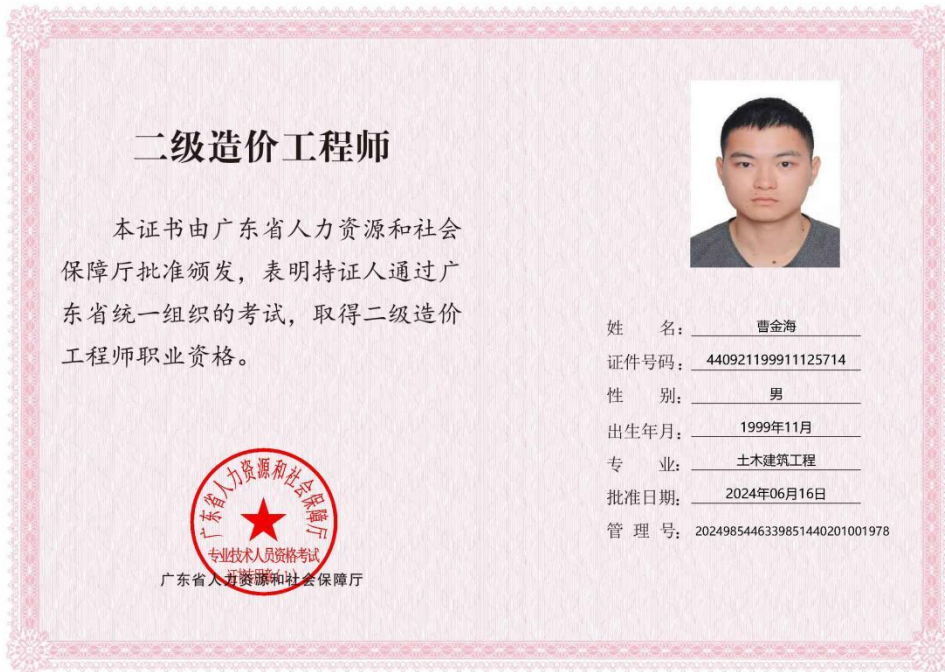 二级造价工程师
本证书由广东省人力资源和社会
保障厅批准颁发，表明持证人通过广
东省统一组织的考试，取得二级造价
工程师职业资格。
广东省人力资源和社会保障厅
专业技术人员资格考试
广东省人力资源和社会保障厅
姓 名：曹金海
证件号码：440921199911125714
性 别：男
出生年月：1999年11月
专 业：土木建筑工程
批准日期：2024年06月16日
管 理 号：20249854463398514402010​01978